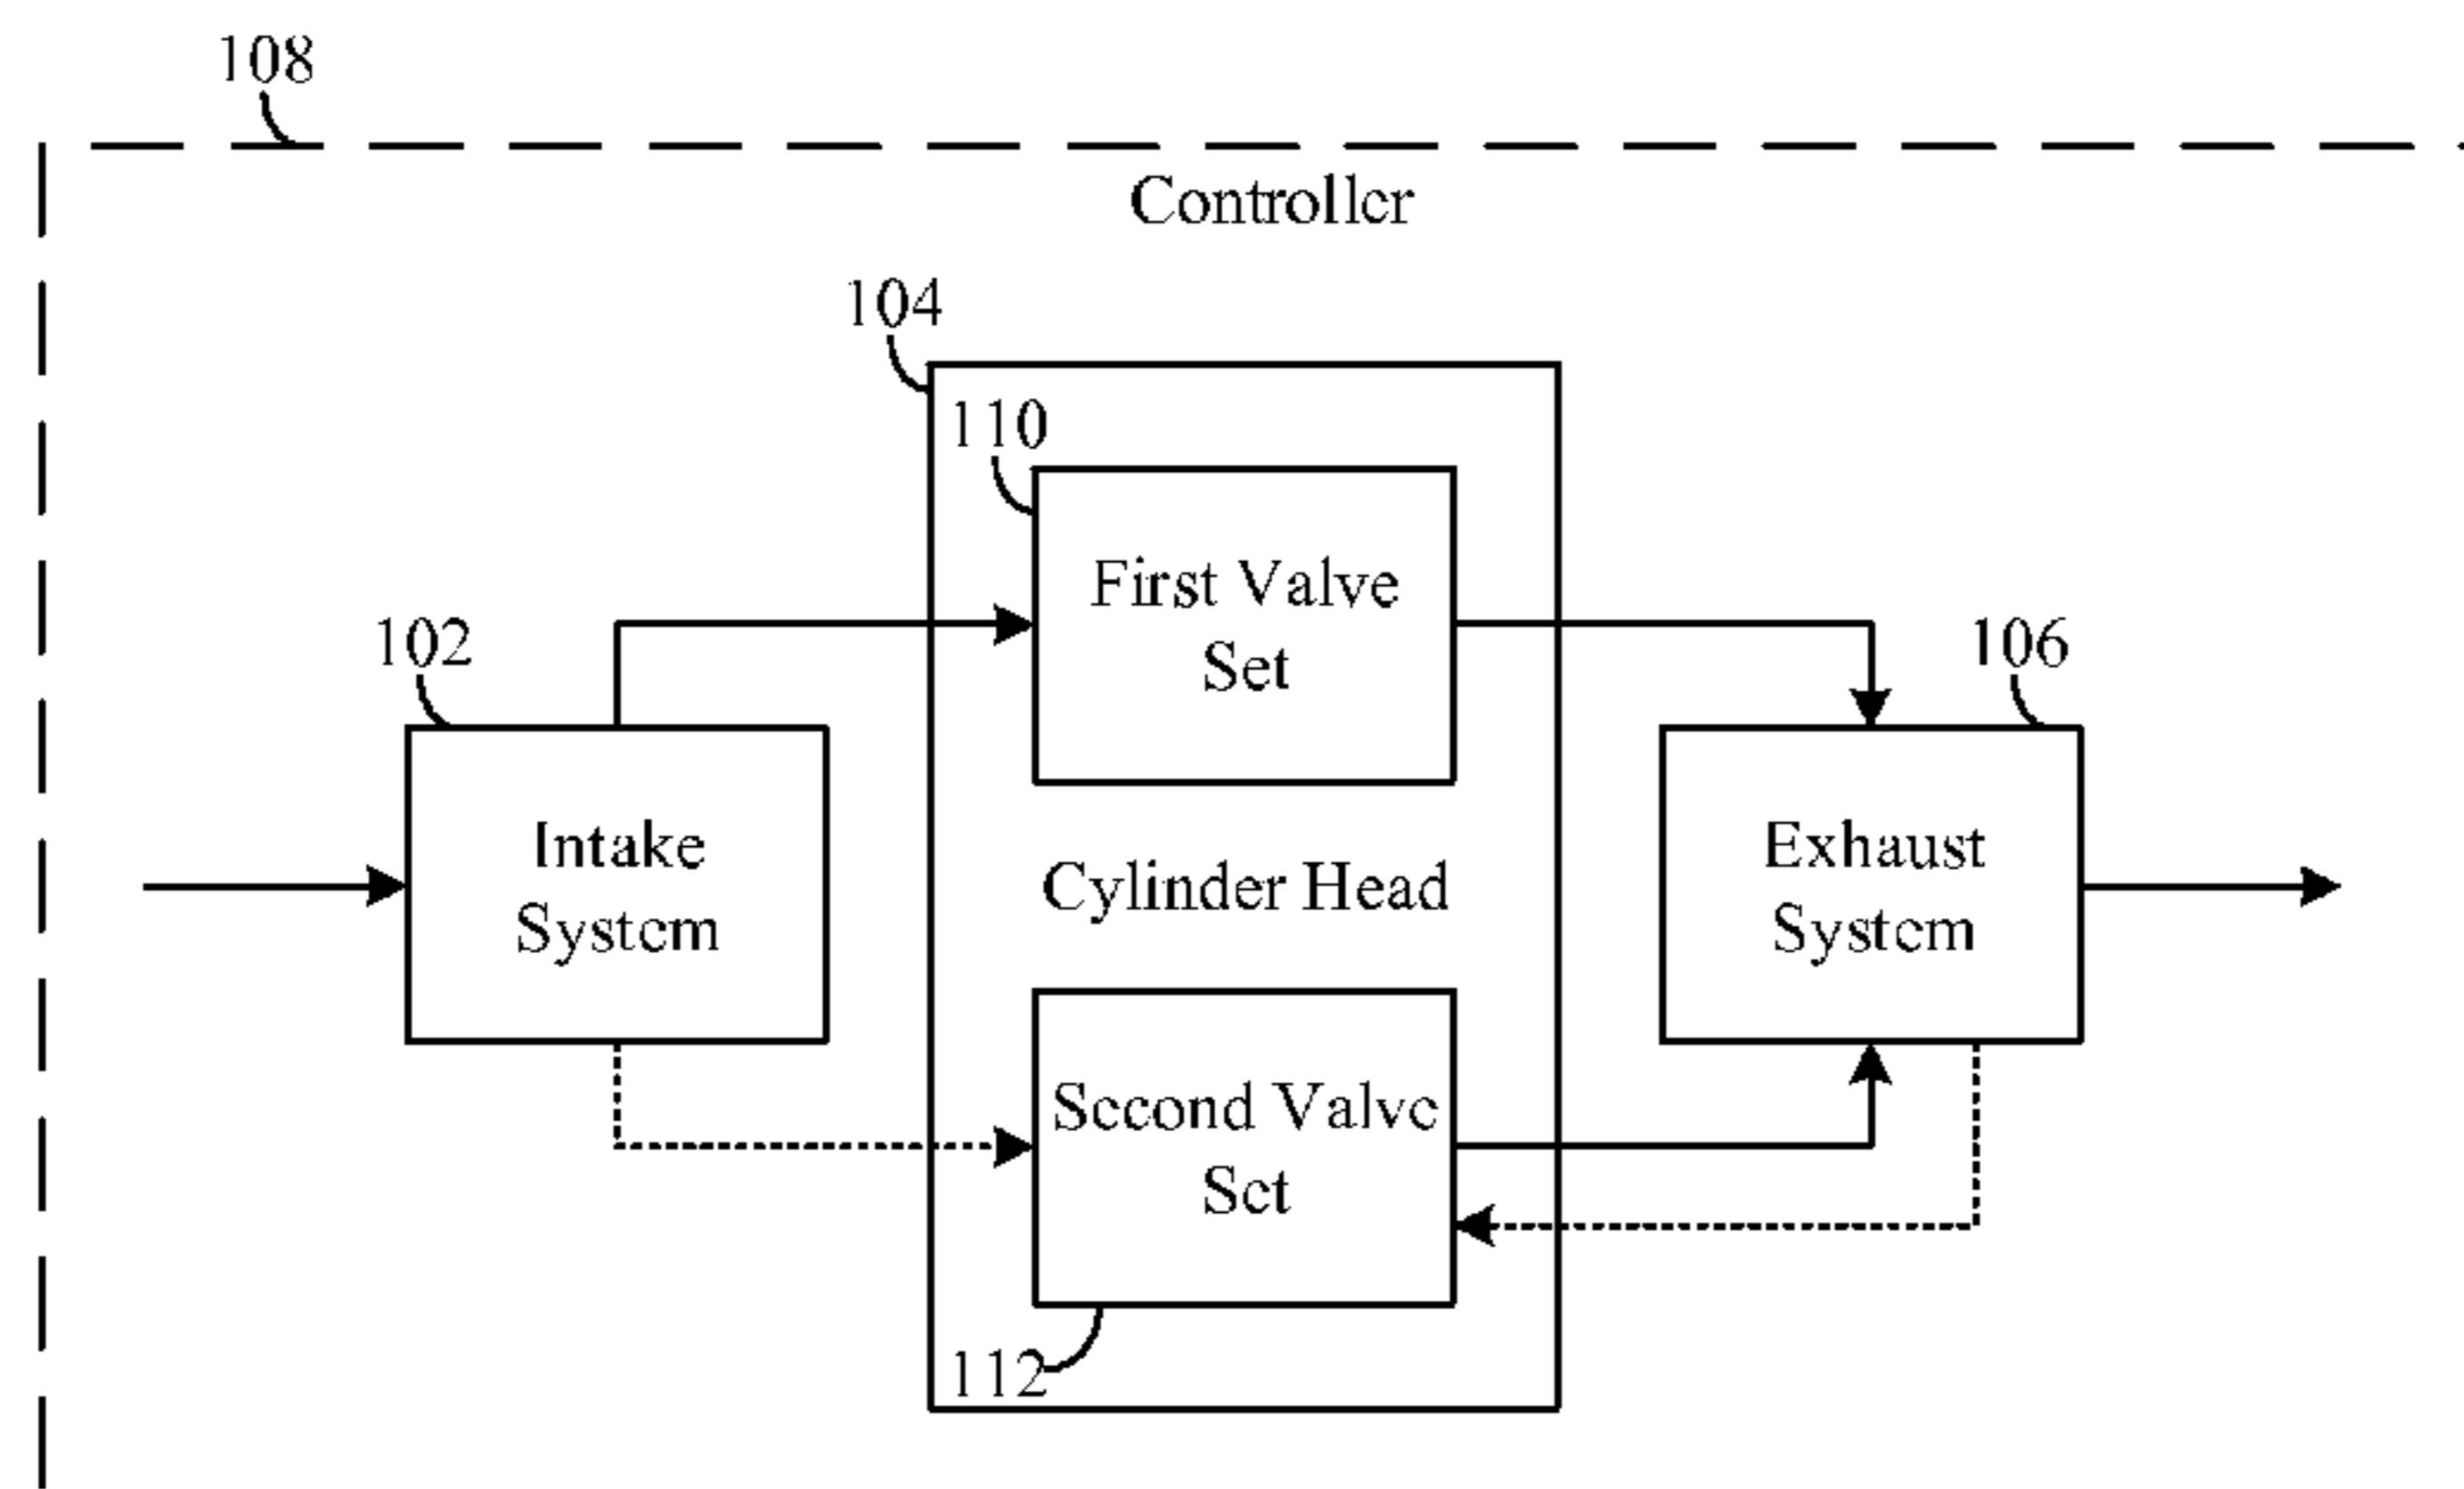 108
Controller
104
110
First Valve
Set
102
106
Intake
System
Cylinder Head
Exhaust
System
Second Valve
Set
112